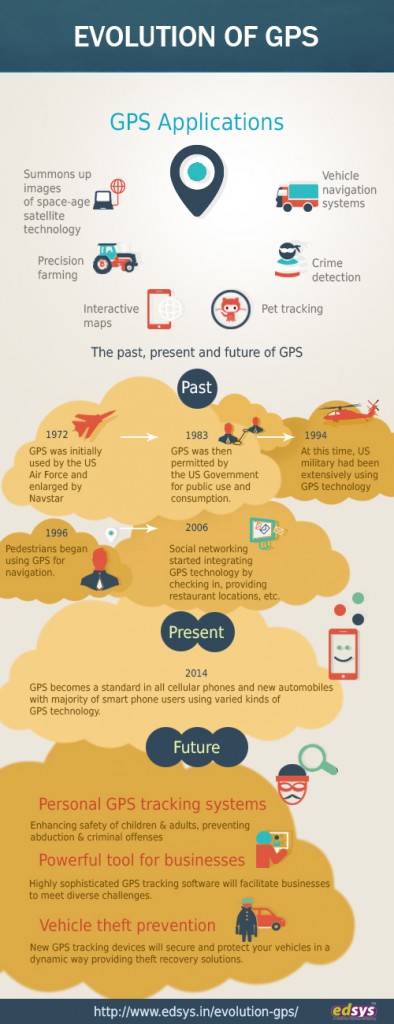 EVOLUTION OF GPS
GPS Applications
Summons up
images
of space-age
satellite
technology
Vehicle
navigation
systems
Precision
farming
Crime
detection
Interactive
maps
Pet tracking
The past, present and future of GPS
Past
1972
GPS was initially
used by the US
Air Force and
enlarged by
Navstar
1983
GPS was then
permitted by
the US Government
for public use and
consumption.
1994
At this time, US
military had been
extensively using
GPS technology
1996
Pedestrians began
using GPS for
navigation.
2006
Social networking
started integrating
GPS technology by
checking in, providing
restaurant locations, etc.
Present
2014
GPS becomes a standard in all cellular phones and new automobiles
with majority of smart phone users using varied kinds of
GPS technology.
Future
Personal GPS tracking systems
Enhancing safety of children & adults, preventing
abduction & criminal offenses
Powerful tool for businesses
Highly sophisticated GPS tracking software will facilitate businesses
to meet diverse challenges.
Vehicle theft prevention
New GPS tracking devices will secure and protect your vehicles in a
dynamic way providing theft recovery solutions.
http://www.edsys.in/evolution-gps/
edsys